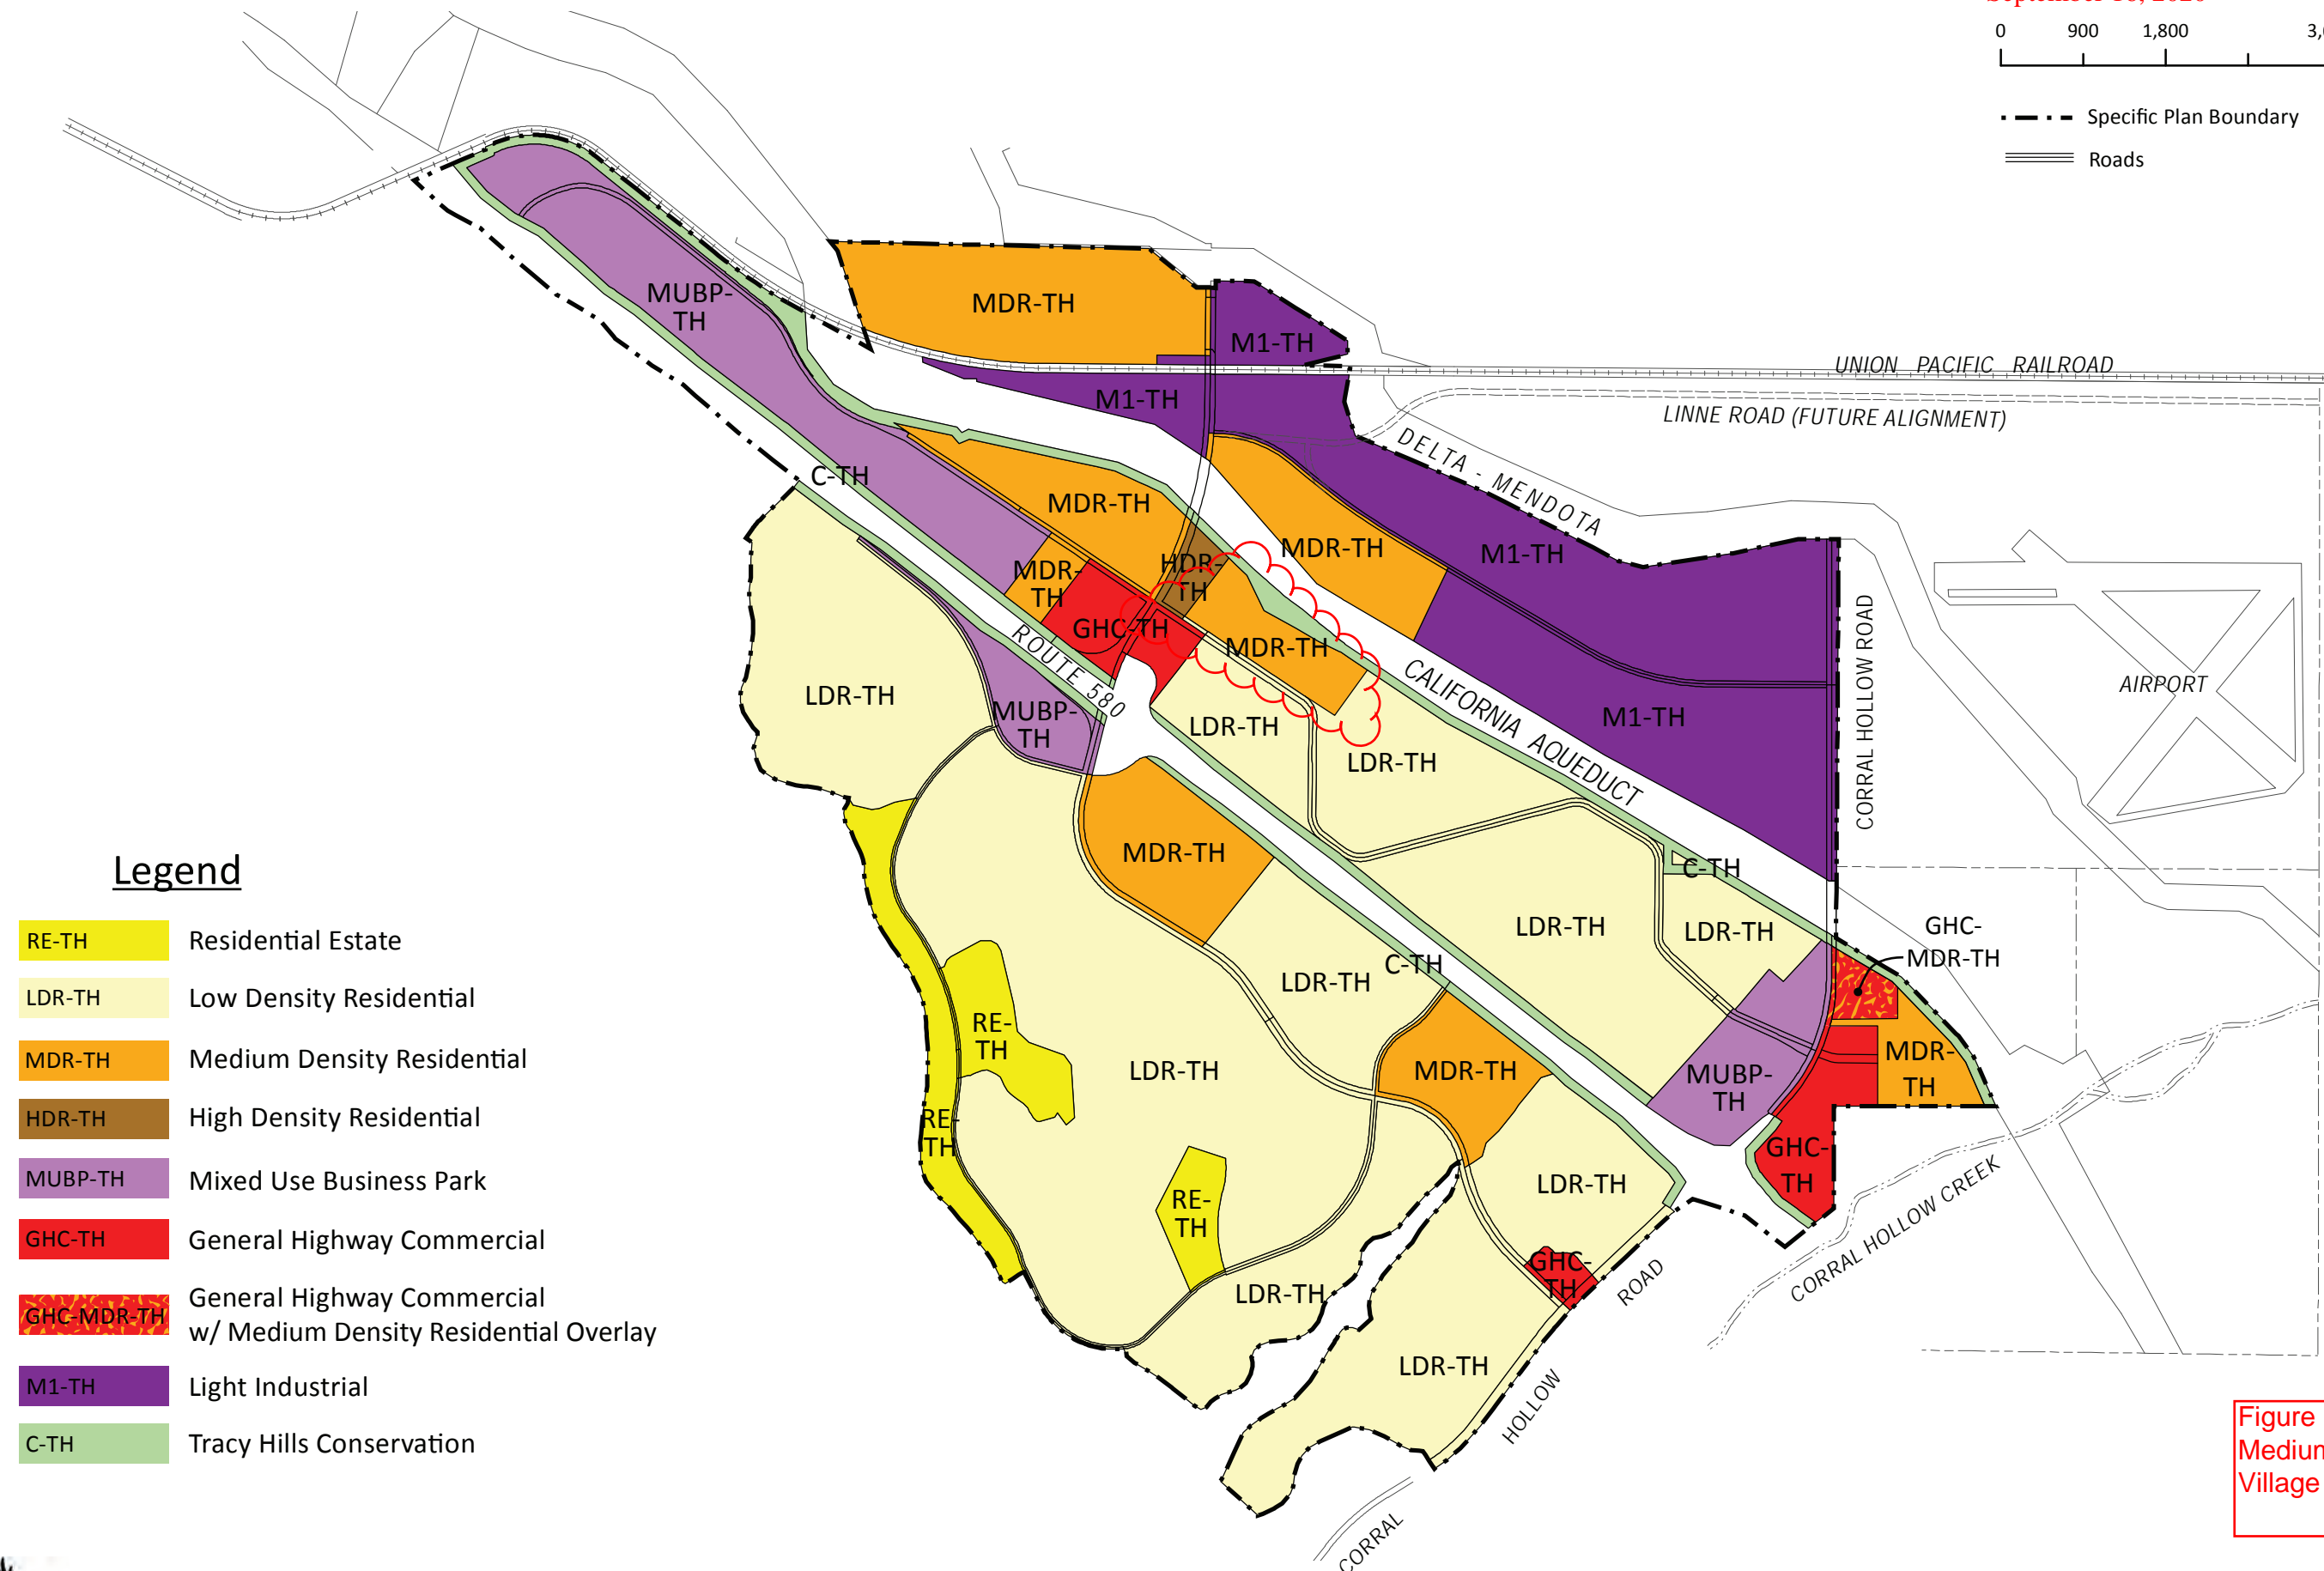 0 900 1,800
Specific Plan Boundary
Roads
MUBP-
TH
MDR-TH
M1-TH
UNION PACIFIC RAILROAD
M1-TH
LINNE ROAD (FUTURE ALIGNMENT)
DELTA - MENDOTA
C-TH
MDR-TH
MDR-TH
M1-TH
HDR-
TH
MDR-
TH
GHC-TH
MDR-TH
ROUTE 580
CALIFORNIA AQUEDUCT
CORRAL HOLLOW ROAD
AIRPORT
LDR-TH
MUBP-
TH
LDR-TH
M1-TH
LDR-TH
MDR-TH
C-TH
LDR-TH
LDR-TH
GHC-
MDR-TH
C-TH
LDR-TH
RE-
TH
LDR-TH
MDR-TH
MUBP-
TH
MDR-
TH
RE-
TH
GHC-
TH
RE-
TH
LDR-TH
LDR-TH
GHC-
TH
CORRAL HOLLOW CREEK
LDR-TH
CORRAL
HOLLOW
ROAD
Legend
RE-TH Residential Estate
LDR-TH Low Density Residential
MDR-TH Medium Density Residential
HDR-TH High Density Residential
MUBP-TH Mixed Use Business Park
GHC-TH General Highway Commercial
GHC-MDR-TH General Highway Commercial
w/ Medium Density Residential Overlay
M1-TH Light Industrial
C-TH Tracy Hills Conservation
Figure
Village